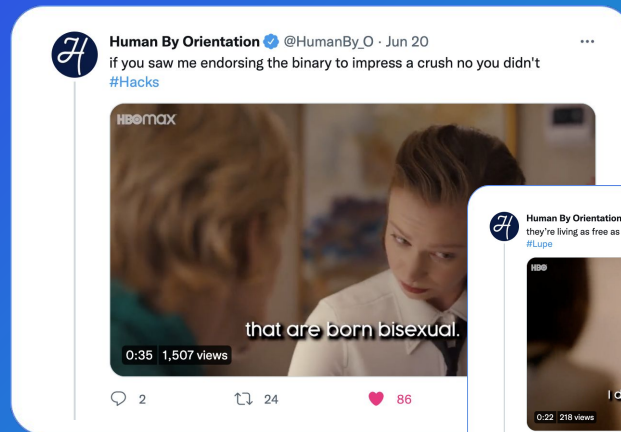 Human By Orientation @HumanBy_O · Jun 20
if you saw me endorsing the binary to impress a crush no you didn't
#Hacks
HBOmax
that are born bisexual.
0:35 1,507 views
2 24 86
Human By Orientation
they're living as free as
#Lupe
HBO
I d
0:22 218 views